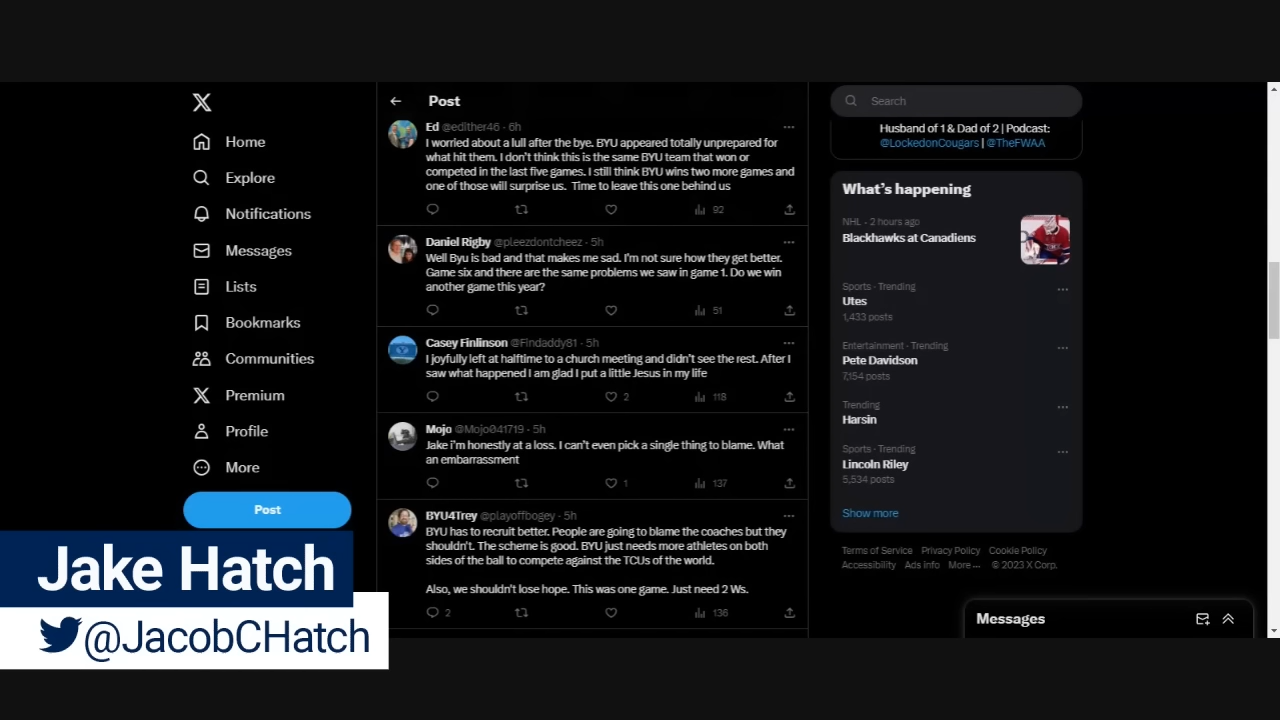 Home
Explore
Notifications
Messages
Lists
Bookmarks
Communities
Premium
Profile
More
Post
Post
Ed @edither46 · 6h
I worried about a lull after the bye. BYU appeared totally unprepared for
what hit them. I don't think this is the same BYU team that won or
competed in the last five games. I still think BYU wins two more games and
one of those will surprise us. Time to leave this one behind us
92
Daniel Rigby @pleezdontcheez · 5h
Well Byu is bad and that makes me sad. I'm not sure how they get better.
Game six and there are the same problems we saw in game 1. Do we win
another game this year?
51
Casey Finlinson @Findaddy81 · 5h
I joyfully left at halftime to a church meeting and didn't see the rest. After I
saw what happened I am glad I put a little Jesus in my life
2 118
Mojo @Mojo041719 · 5h
Jake i'm honestly at a loss. I can't even pick a single thing to blame. What
an embarrassment
1 137
BYU4Trey @playoffbogey · 5h
BYU has to recruit better. People are going to blame the coaches but they
shouldn't. The scheme is good. BYU just needs more athletes on both
sides of the ball to compete against the TCUs of the world.
Also, we shouldn't lose hope. This was one game. Just need 2 Ws.
2 136
Search
Husband of 1 & Dad of 2 | Podcast:
@LockedonCougars | @TheFWAA
What's happening
NHL · 2 hours ago
Blackhawks at Canadiens
Sports · Trending
Utes
1,433 posts
Entertainment · Trending
Pete Davidson
7,154 posts
Trending
Harsin
Sports · Trending
Lincoln Riley
5,534 posts
Show more
Terms of Service Privacy Policy Cookie Policy
Accessibility Ads info More ··· © 2023 X Corp.
Messages
Jake Hatch
@JacobCHatch